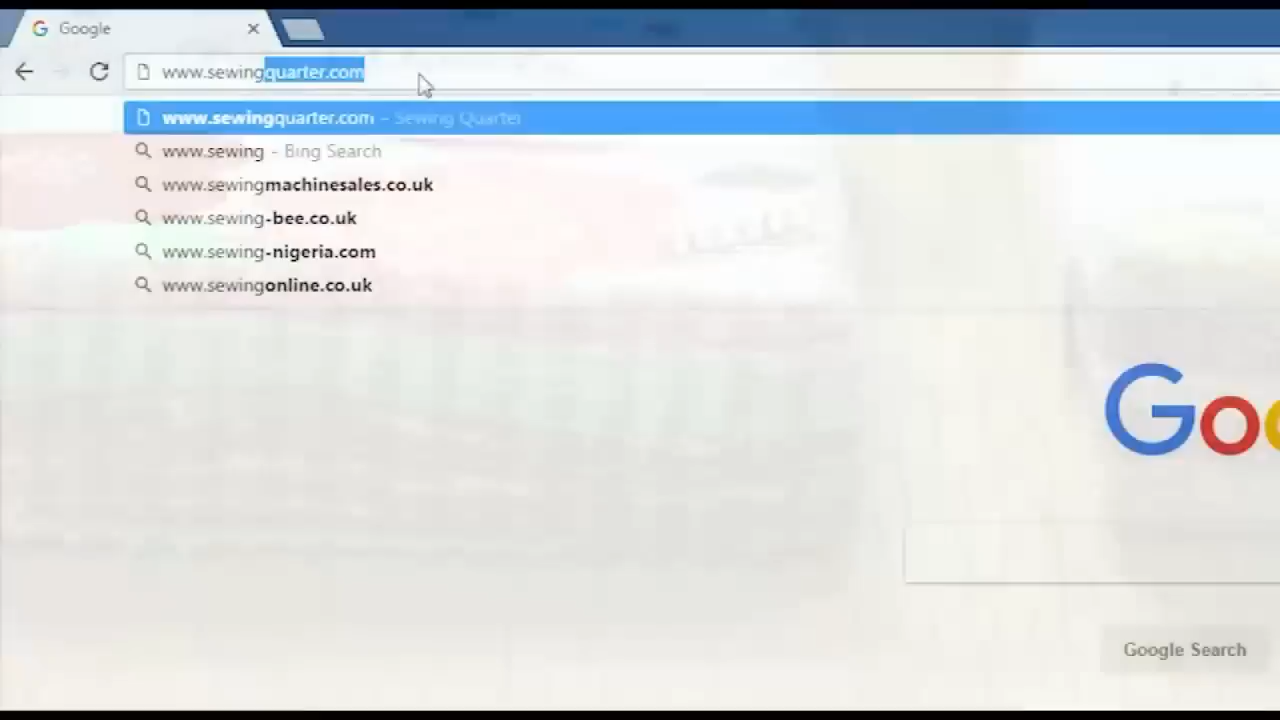 Google
www.sewingquarter.com
www.sewingquarter.com - Sewing Quarter
www.sewing - Bing Search
www.sewingmachinesales.co.uk
www.sewing-bee.co.uk
www.sewing-nigeria.com
www.sewingonline.co.uk
Goo
Google Search